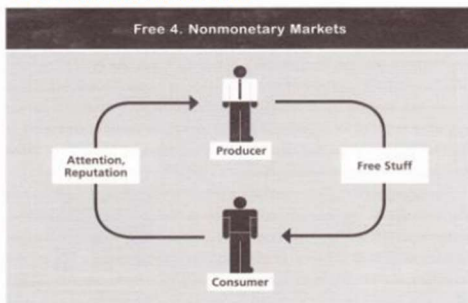 Free 4. Nonmonetary Markets
Producer
Attention,
Reputation
Free Stuff
Consumer